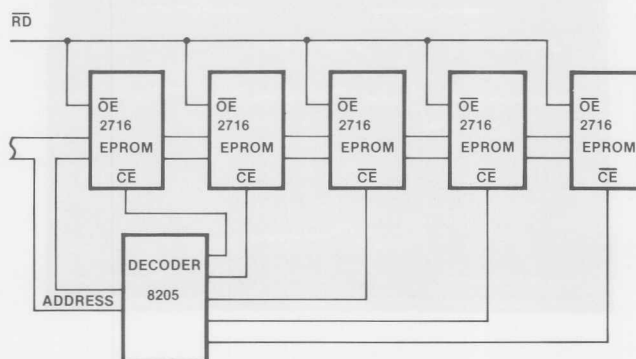 RD
OE
2716
EPROM
CE
OE
2716
EPROM
CE
OE
2716
EPROM
CE
OE
2716
EPROM
CE
OE
2716
EPROM
CE
DECODER
8205
ADDRESS